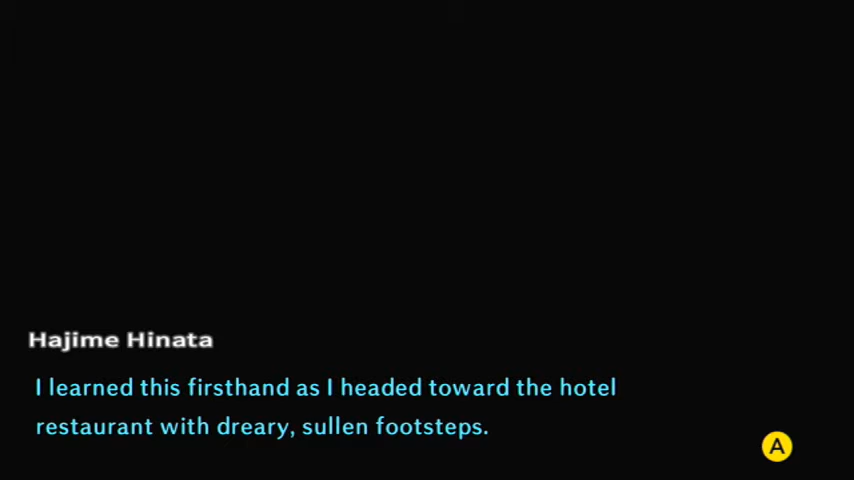 Hajime Hinata
I learned this firsthand as I headed toward the hotel
restaurant with dreary, sullen footsteps.
A